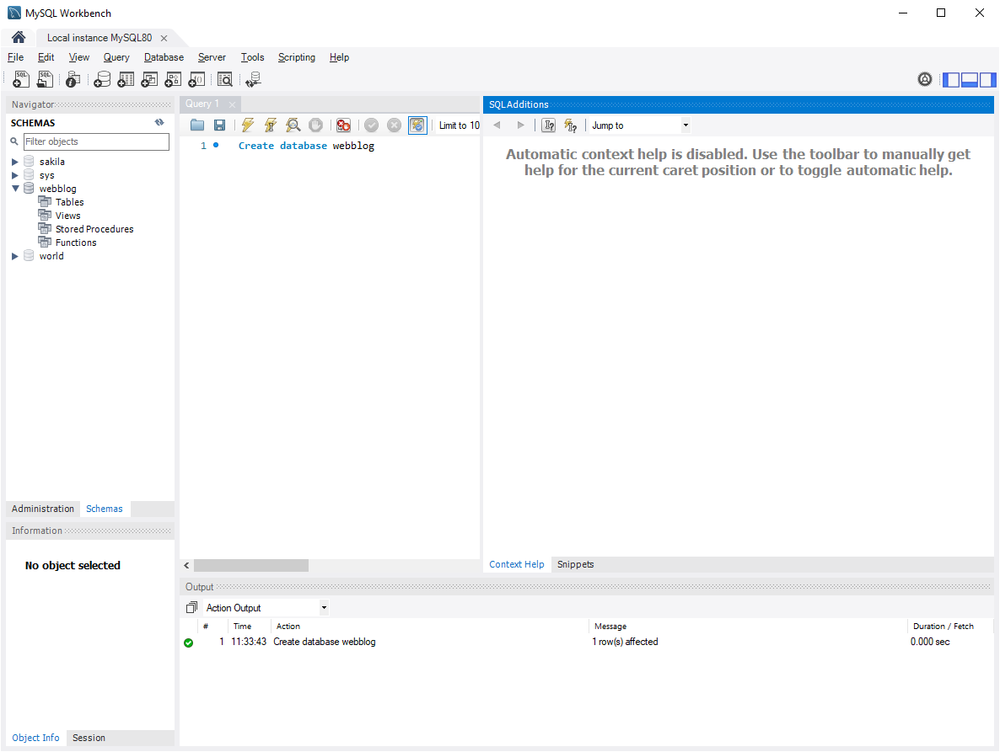 MySQL Workbench
Local instance MySQL80
File Edit View Query Database Server Tools Scripting Help
Navigator
SCHEMAS
Filter objects
sakila
sys
webblog
Tables
Views
Stored Procedures
Functions
world
Administration Schemas
Information
No object selected
Object Info Session
Query 1
Limit to 10
1 Create database webblog
SQLAdditions
Jump to
Automatic context help is disabled. Use the toolbar to manually get
help for the current caret position or to toggle automatic help.
Context Help Snippets
Output
Action Output
# Time Action Message Duration / Fetch
1 11:33:43 Create database webblog 1 row(s) affected 0.000 sec